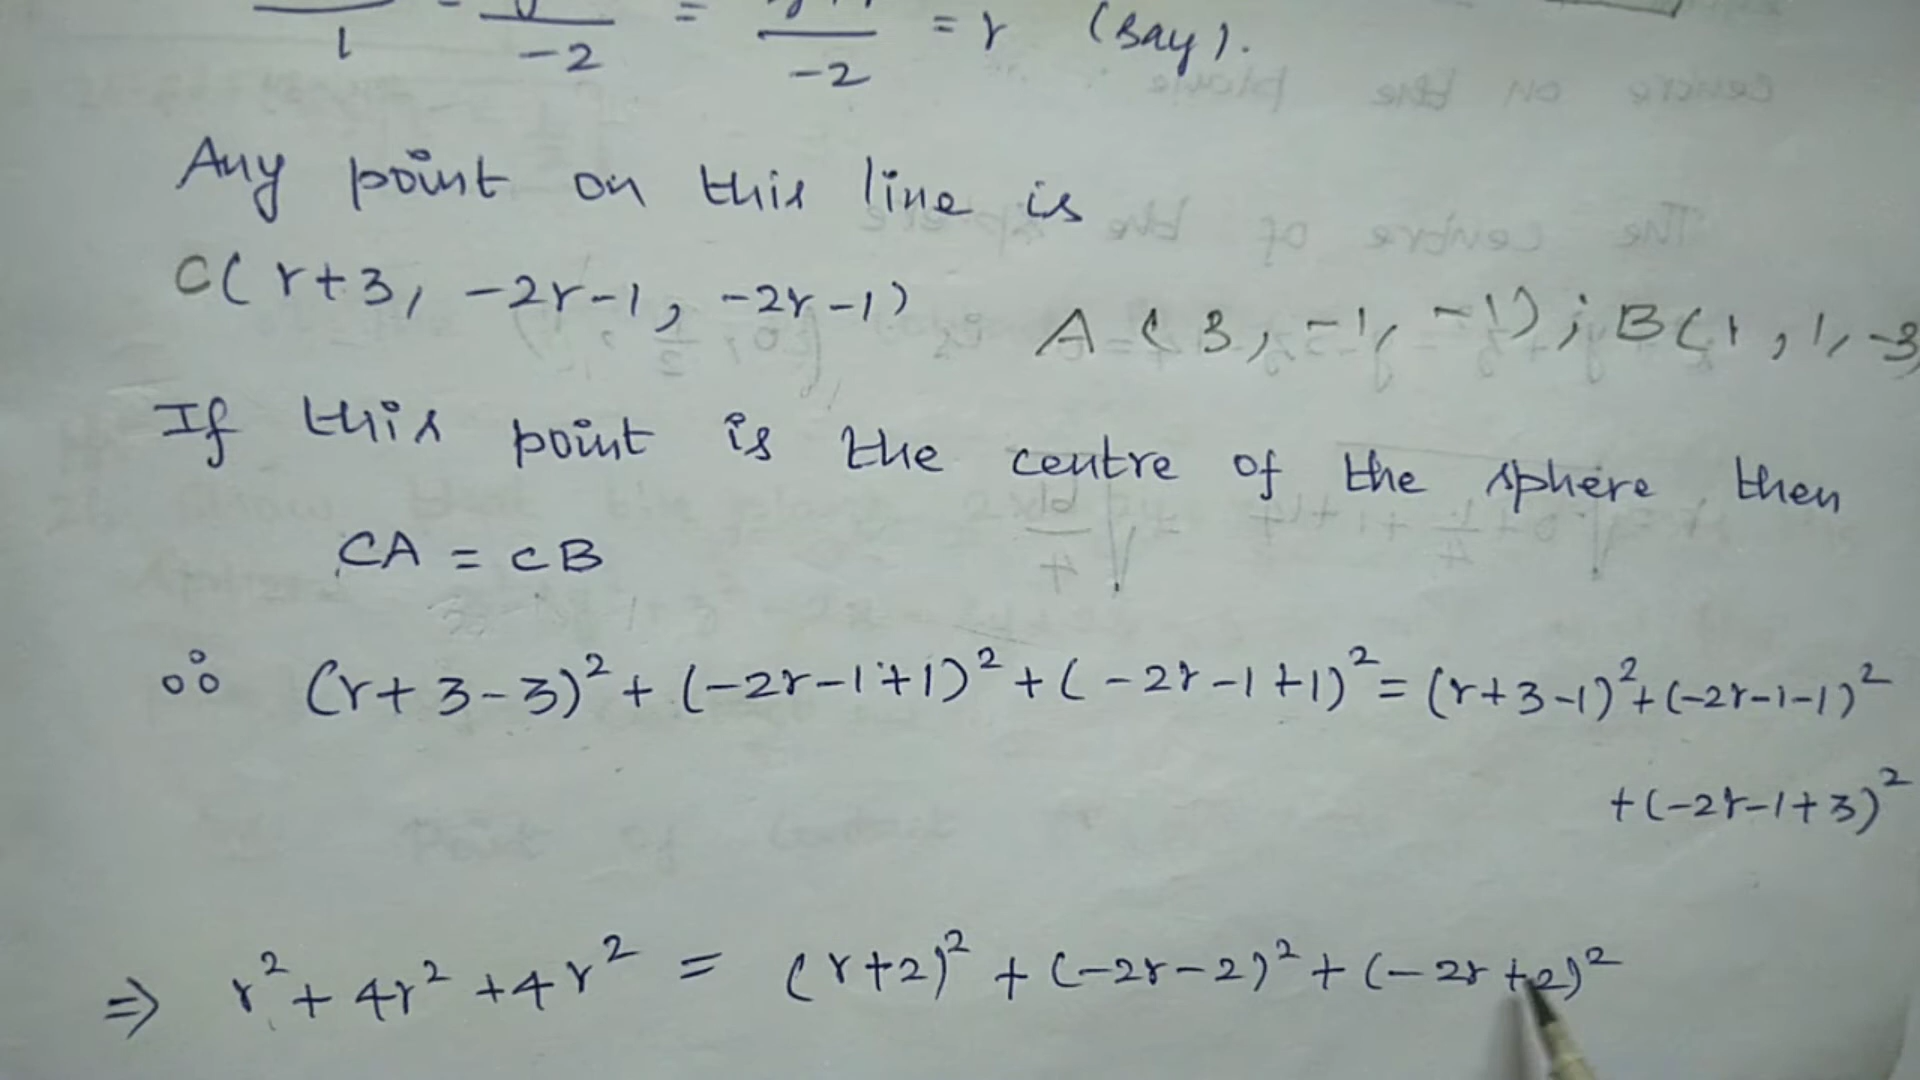 1 -2 = -2 = r (Say).
Any point on this line is
C(r+3, -2r-1, -2r-1) A(3, -1, -1); B(1, 1, -3)
If this point is the centre of the sphere then
CA = CB
∴ (r+3-3)² + (-2r-1+1)² + (-2r-1+1)² = (r+3-1)² + (-2r-1-1)²
+(-2r-1+3)²
⇒ r² + 4r² + 4r² = (r+2)² + (-2r-2)² + (-2r+2)²